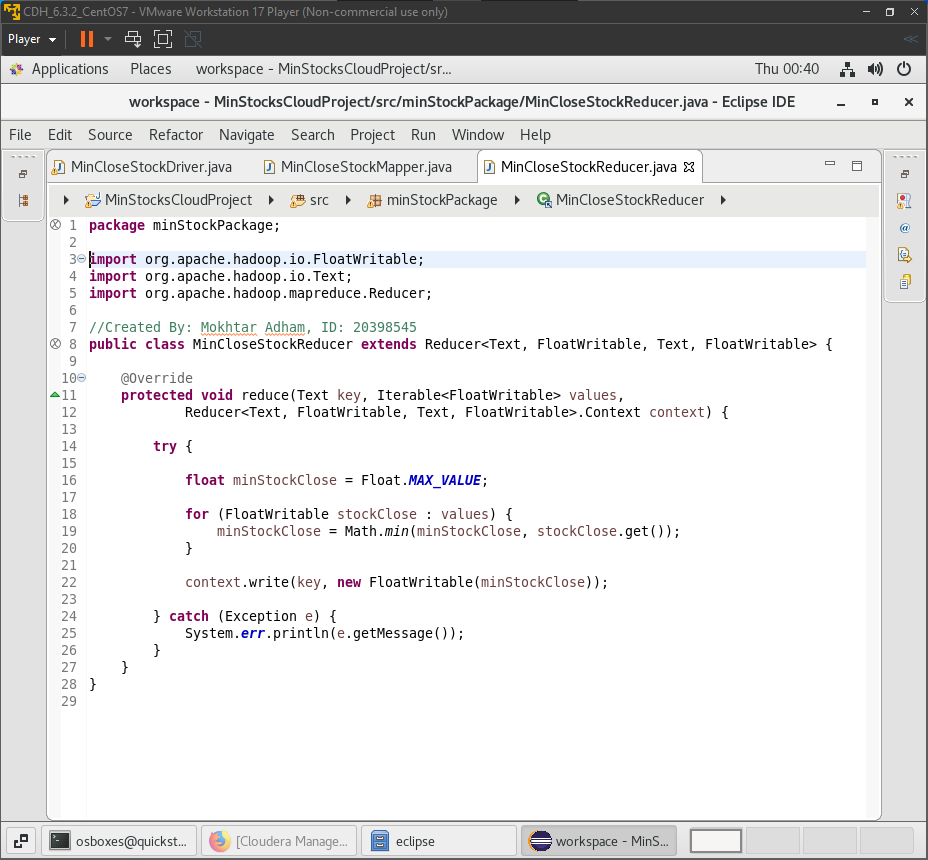 CDH_6.3.2_CentOS7 - VMware Workstation 17 Player (Non-commercial use only)
Player
Applications Places workspace - MinStocksCloudProject/sr... Thu 00:40
workspace - MinStocksCloudProject/src/minStockPackage/MinCloseStockReducer.java - Eclipse IDE
File Edit Source Refactor Navigate Search Project Run Window Help
MinCloseStockDriver.java MinCloseStockMapper.java MinCloseStockReducer.java
MinStocksCloudProject src minStockPackage MinCloseStockReducer
1 package minStockPackage;
2
3 import org.apache.hadoop.io.FloatWritable;
4 import org.apache.hadoop.io.Text;
5 import org.apache.hadoop.mapreduce.Reducer;
6
7 //Created By: Mokhtar Adham, ID: 20398545
8 public class MinCloseStockReducer extends Reducer<Text, FloatWritable, Text, FloatWritable> {
9
10     @Override
11     protected void reduce(Text key, Iterable<FloatWritable> values,
12             Reducer<Text, FloatWritable, Text, FloatWritable>.Context context) {
13
14         try {
15
16             float minStockClose = Float.MAX_VALUE;
17
18             for (FloatWritable stockClose : values) {
19                 minStockClose = Math.min(minStockClose, stockClose.get());
20             }
21
22             context.write(key, new FloatWritable(minStockClose));
23
24         } catch (Exception e) {
25             System.err.println(e.getMessage());
26         }
27     }
28 }
29
osboxes@quickst... [Cloudera Manage... eclipse workspace - MinS...